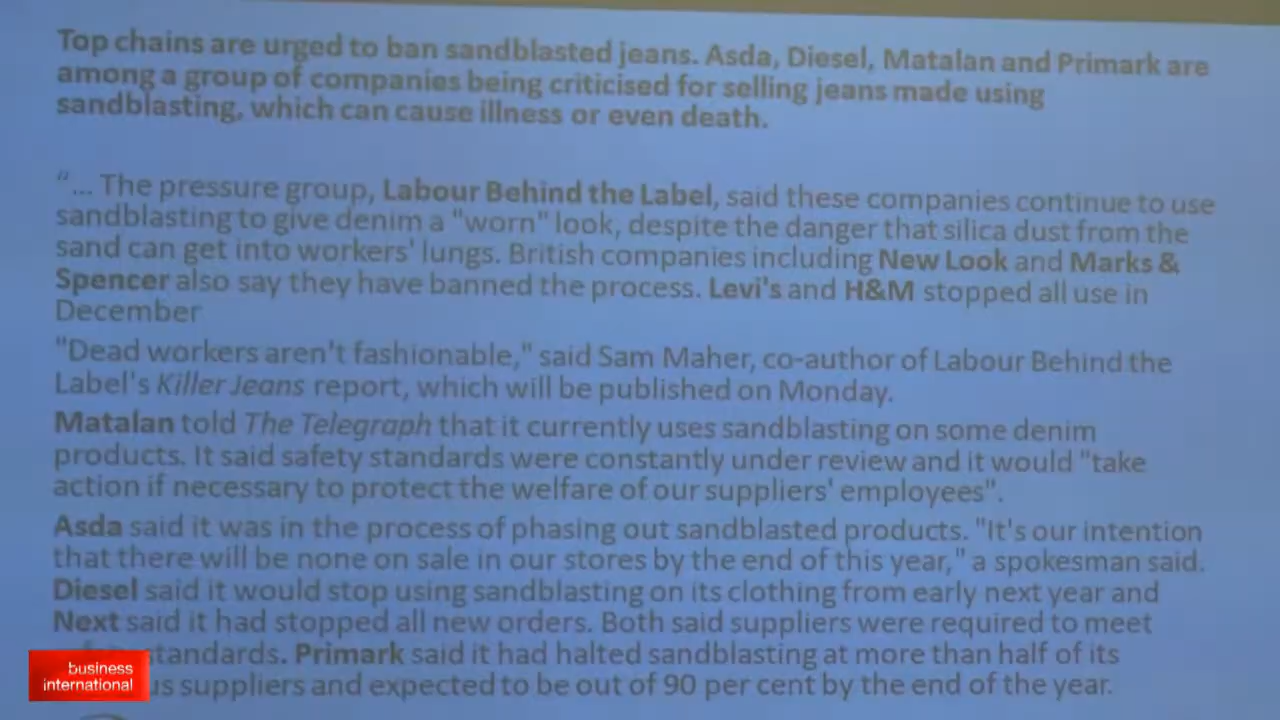 Top chains are urged to ban sandblasted jeans. Asda, Diesel, Matalan and Primark are
among a group of companies being criticised for selling jeans made using
sandblasting, which can cause illness or even death.
"... The pressure group, Labour Behind the Label, said these companies continue to use
sandblasting to give denim a "worn" look, despite the danger that silica dust from the
sand can get into workers' lungs. British companies including New Look and Marks &
Spencer also say they have banned the process. Levi's and H&M stopped all use in
December
"Dead workers aren't fashionable," said Sam Maher, co-author of Labour Behind the
Label's Killer Jeans report, which will be published on Monday.
Matalan told The Telegraph that it currently uses sandblasting on some denim
products. It said safety standards were constantly under review and it would "take
action if necessary to protect the welfare of our suppliers' employees".
Asda said it was in the process of phasing out sandblasted products. "It's our intention
that there will be none on sale in our stores by the end of this year," a spokesman said.
Diesel said it would stop using sandblasting on its clothing from early next year and
Next said it had stopped all new orders. Both said suppliers were required to meet
standards. Primark said it had halted sandblasting at more than half of its
suppliers and expected to be out of 90 per cent by the end of the year.
business
international